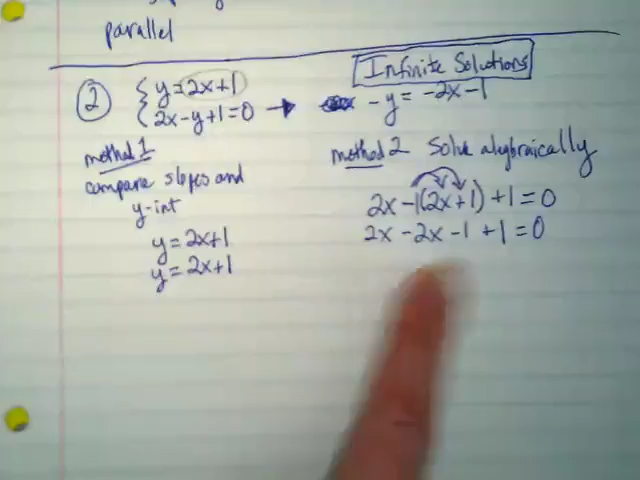 parallel
Infinite Solutions
② { y = 2x+1
2x-y+1=0 → -y = -2x-1
method 1
compare slopes and
y-int
y = 2x+1
y = 2x+1
method 2 Solve algebraically
2x -1(2x+1) +1=0
2x -2x -1 +1=0